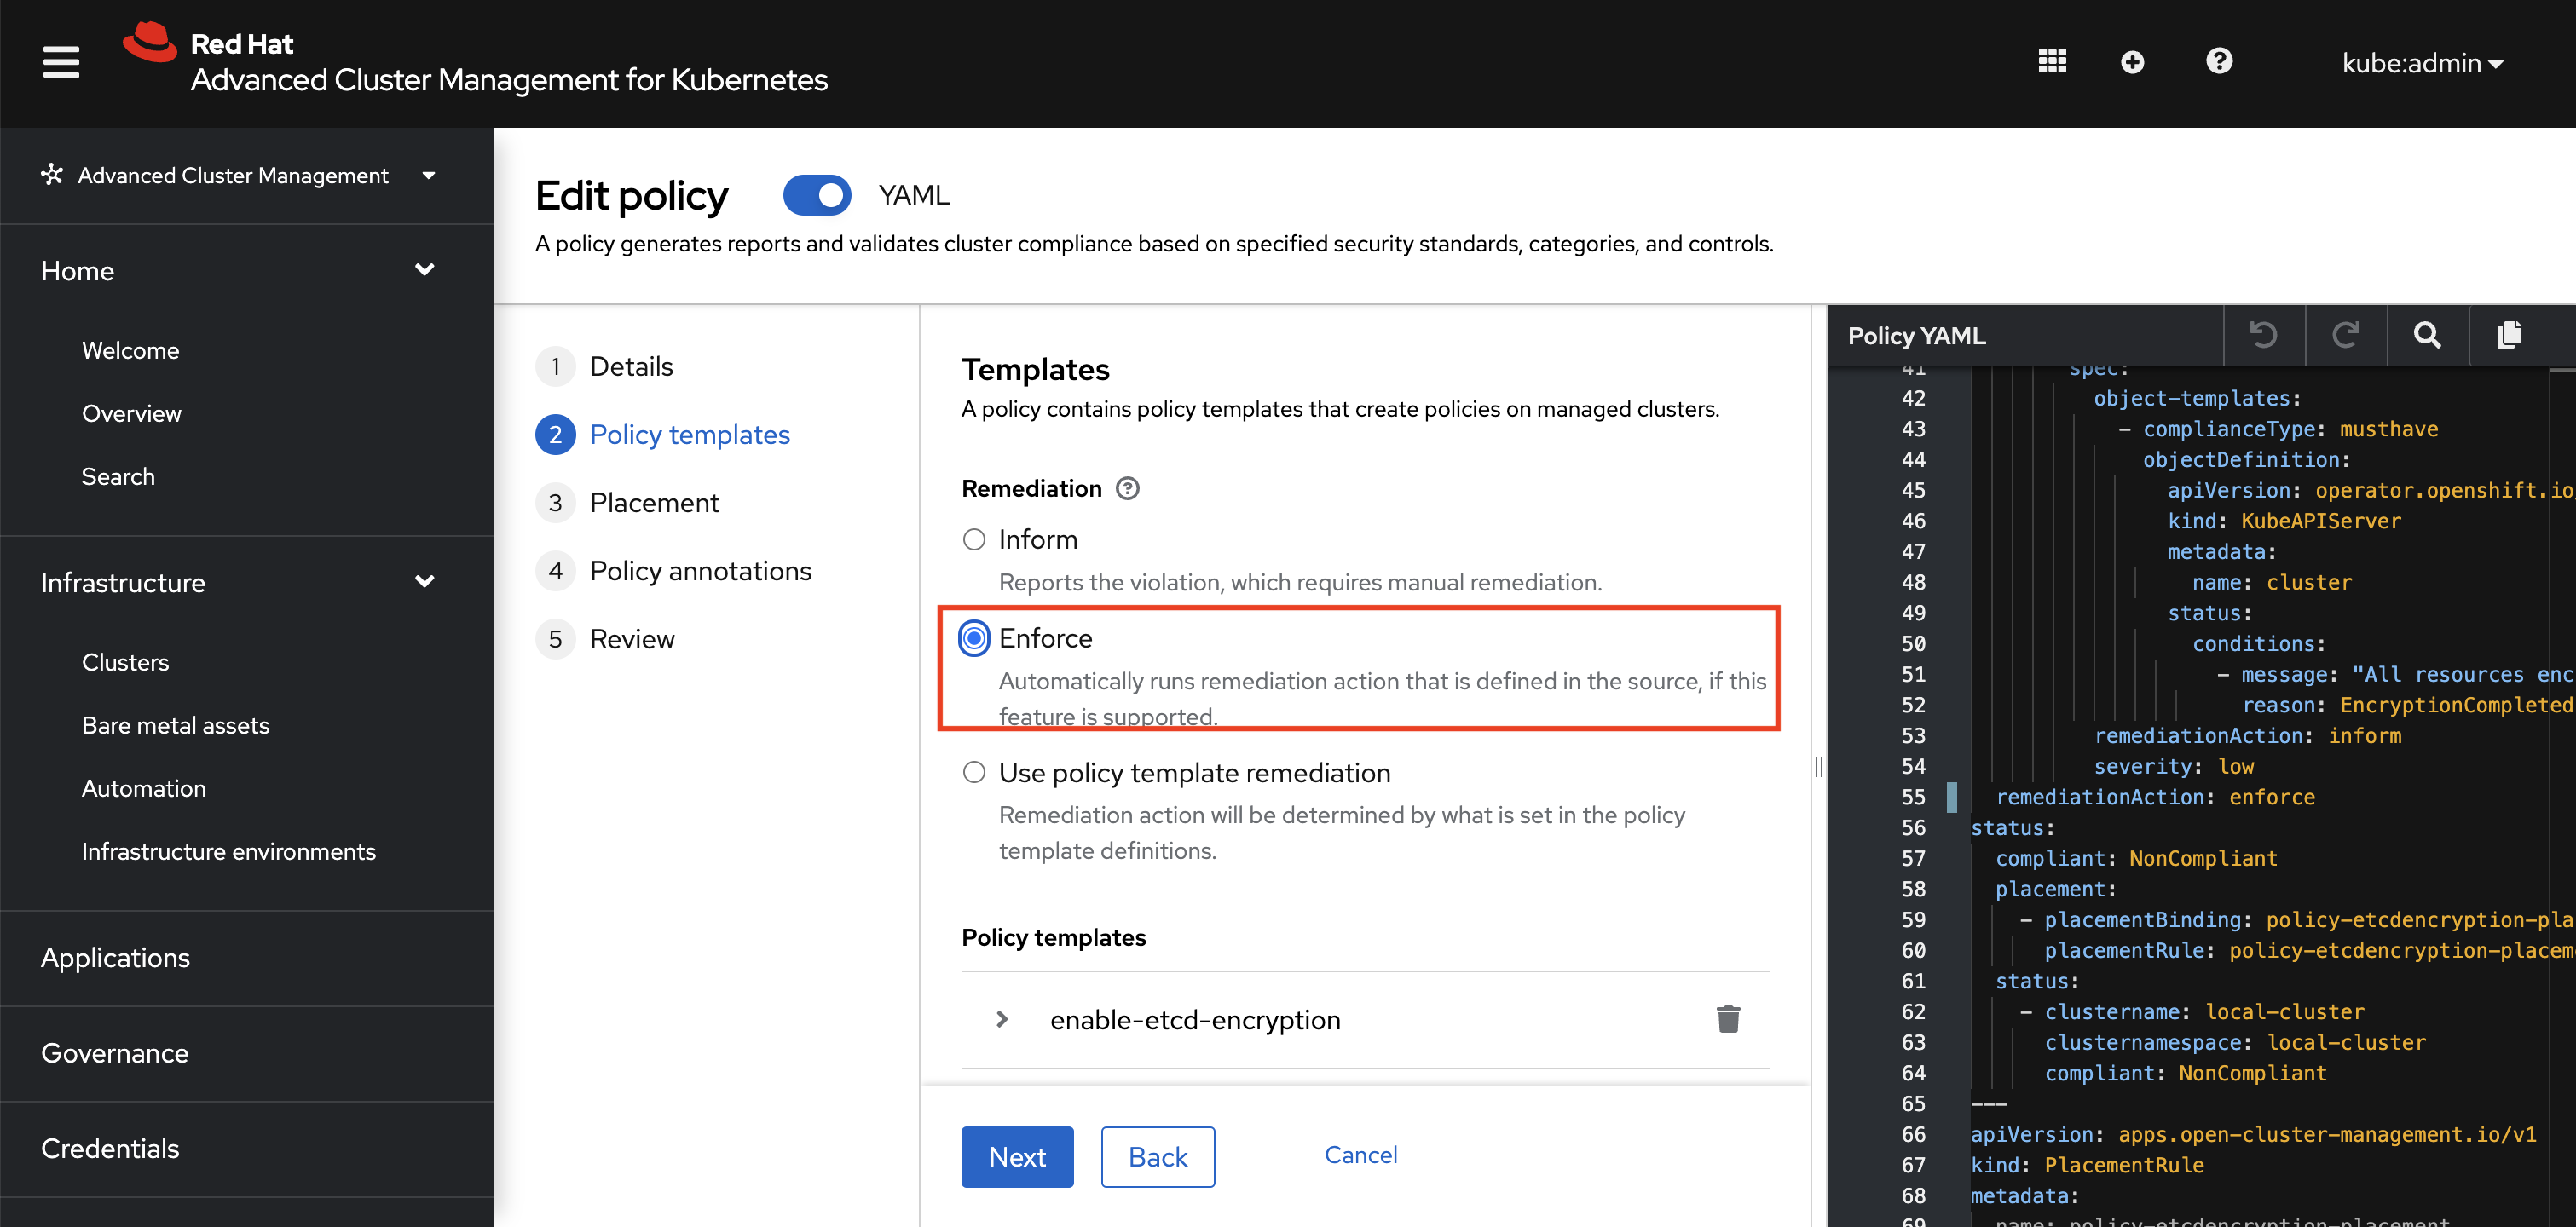 Red Hat
Advanced Cluster Management for Kubernetes
kube:admin
Advanced Cluster Management
Home
Welcome
Overview
Search
Infrastructure
Clusters
Bare metal assets
Automation
Infrastructure environments
Applications
Governance
Credentials
Edit policy
YAML
A policy generates reports and validates cluster compliance based on specified security standards, categories, and controls.
1 Details
2 Policy templates
3 Placement
4 Policy annotations
5 Review
Templates
A policy contains policy templates that create policies on managed clusters.
Remediation
Inform
Reports the violation, which requires manual remediation.
Enforce
Automatically runs remediation action that is defined in the source, if this
feature is supported.
Use policy template remediation
Remediation action will be determined by what is set in the policy
template definitions.
Policy templates
enable-etcd-encryption
Next
Back
Cancel
Policy YAML
41 spec:
42 object-templates:
43 - complianceType: musthave
44 objectDefinition:
45 apiVersion: operator.openshift.io
46 kind: KubeAPIServer
47 metadata:
48 name: cluster
49 status:
50 conditions:
51 - message: "All resources enc
52 reason: EncryptionCompleted
53 remediationAction: inform
54 severity: low
55 remediationAction: enforce
56 status:
57 compliant: NonCompliant
58 placement:
59 - placementBinding: policy-etcdencryption-pla
60 placementRule: policy-etcdencryption-placem
61 status:
62 - clustername: local-cluster
63 clusternamespace: local-cluster
64 compliant: NonCompliant
65 ---
66 apiVersion: apps.open-cluster-management.io/v1
67 kind: PlacementRule
68 metadata:
69 name: policy-etcdencryption-placement